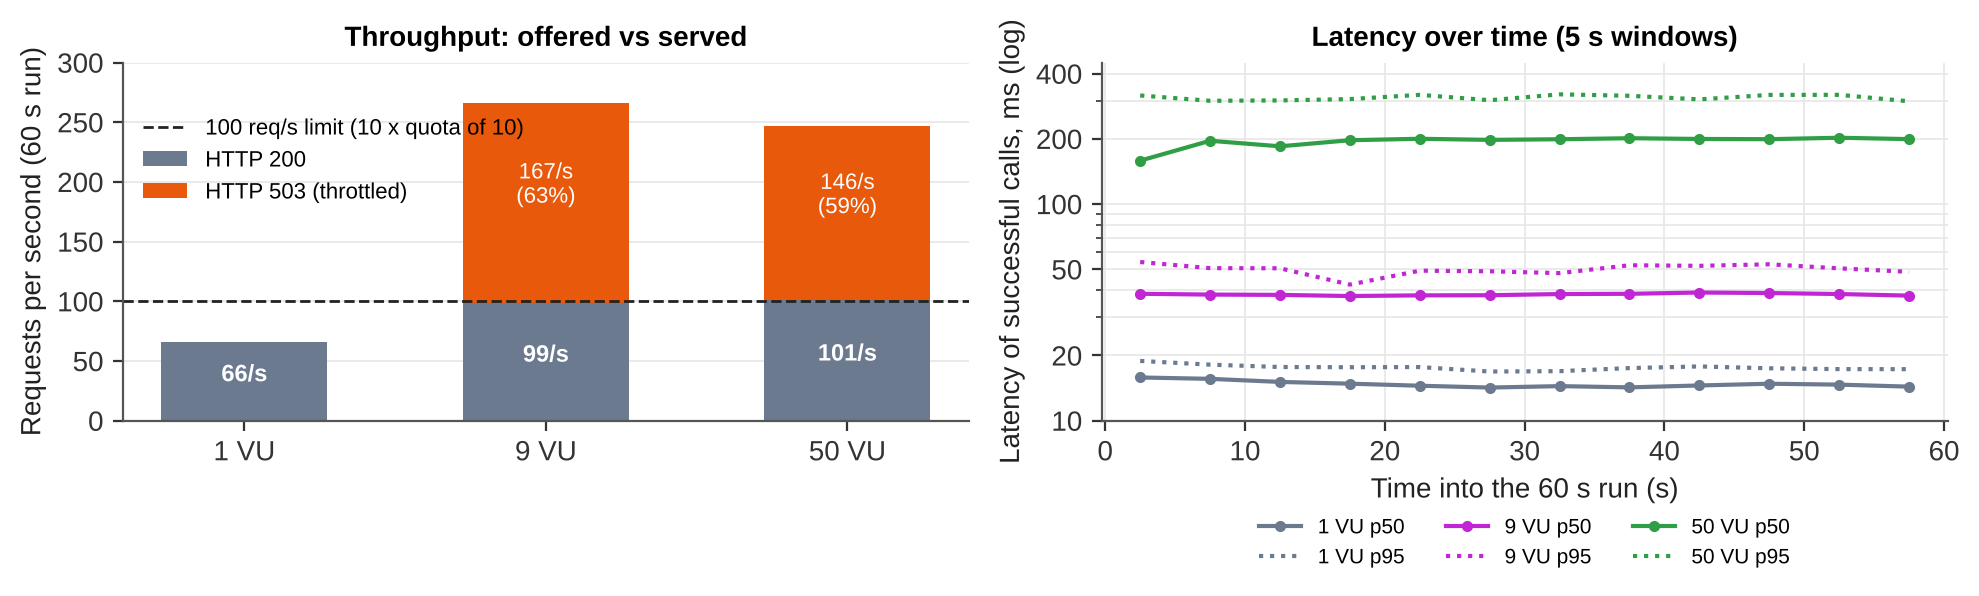 Throughput: offered vs served
Requests per second (60 s run)
300
250
200
150
100
50
0
100 req/s limit (10 x quota of 10)
HTTP 200
HTTP 503 (throttled)
66/s
167/s
(63%)
99/s
146/s
(59%)
101/s
1 VU
9 VU
50 VU
Latency over time (5 s windows)
Latency of successful calls, ms (log)
400
200
100
50
20
10
0
10
20
30
40
50
60
Time into the 60 s run (s)
1 VU p50
9 VU p50
50 VU p50
1 VU p95
9 VU p95
50 VU p95